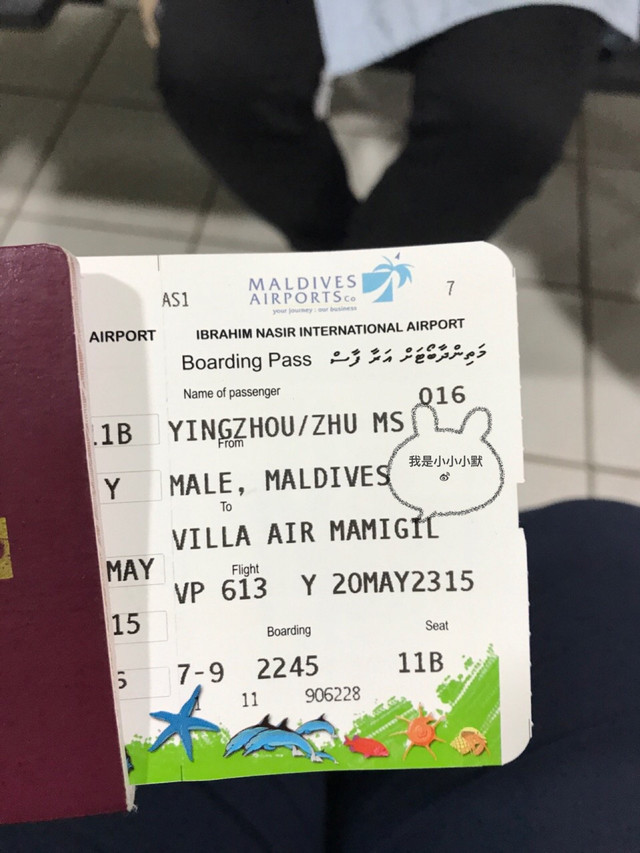 AS1
MALDIVES
AIRPORTS CO
your journey : our business
7
AIRPORT
IBRAHIM NASIR INTERNATIONAL AIRPORT
Boarding Pass މަތިންދާބޯޓަށް އަރާ ފާސް
Name of passenger
016
11B
YINGZHOU/ZHU MS
From
我是小小小默
Y
MALE, MALDIVES
To
VILLA AIR MAMIGIL
MAY
Flight
VP 613 Y 20MAY2315
15
Boarding
Seat
7-9 2245 11B
11 906228